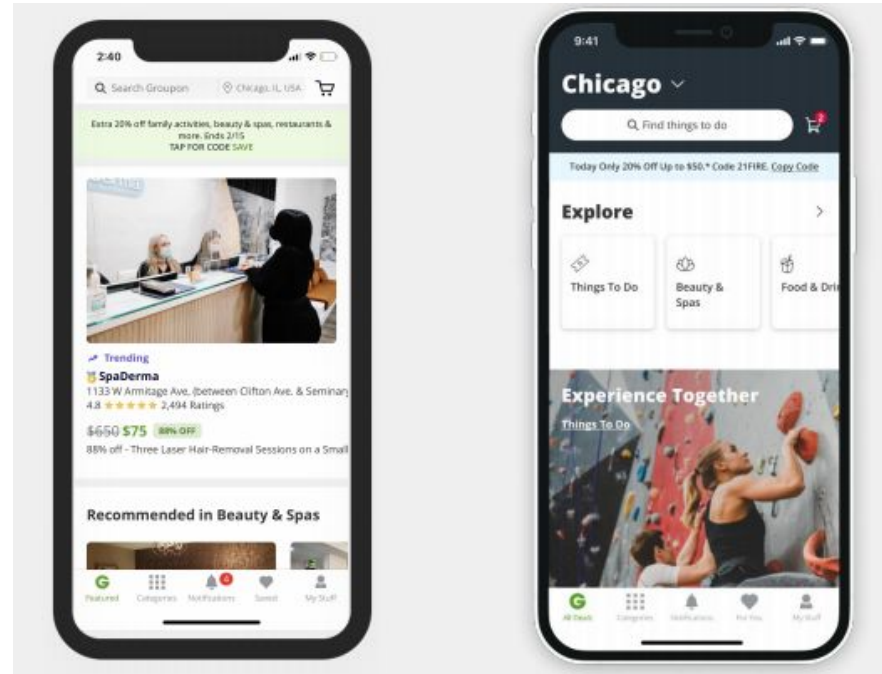 2:40
Search Groupon
Chicago, IL, USA
Extra 20% off family activities, beauty & spas, restaurants &
more. Ends 2/15
TAP FOR CODE SAVE
Trending
SpaDerma
1133 W Armitage Ave, (between Clifton Ave. & Seminary
4.8 2,494 Ratings
$650 $75 88% OFF
88% off - Three Laser Hair-Removal Sessions on a Small
Recommended in Beauty & Spas
4
G
Featured Categories Notifications Saved My Stuff
9:41
Chicago
Find things to do
2
Today Only 20% Off Up to $50.* Code 21FIRE. Copy Code
Explore
Things To Do
Beauty &
Spas
Food & Drin
Experience Together
Things To Do
G
All Deals Categories Notifications For You My Stuff